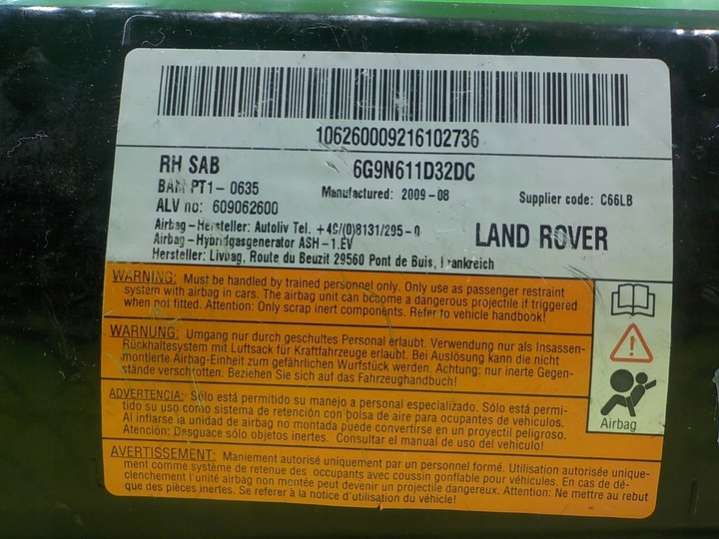 106260009216102736
RH SAB
6G9N611D32DC
BAM PT1-0635
Manufactured: 2009-08
Supplier code: C66LB
ALV no: 609062600
Airbag-Hersteller: Autoliv Tel. +49/(0)8131/295-0
LAND ROVER
Airbag-Hybridgasgenerator ASH-1.EV
Hersteller: Livbag, Route du Beuzit 29560 Pont de Buis, Frankreich
WARNING: Must be handled by trained personnel only. Only use as passenger restraint
system with airbag in cars. The airbag unit can become a dangerous projectile if triggered
when not fitted. Attention: Only scrap inert components. Refer to vehicle handbook!
WARNUNG: Umgang nur durch geschultes Personal erlaubt. Verwendung nur als Insassen-
Rückhaltesystem mit Luftsack für Kraftfahrzeuge erlaubt. Bei Auslösung kann die nicht
montierte Airbag-Einheit zum gefährlichen Wurfstück werden. Achtung: nur inerte Gegen-
stände verschrotten. Beziehen Sie sich auf das Fahrzeughandbuch!
ADVERTENCIA: Sólo está permitido su manejo a personal especializado. Sólo está permi-
tido su uso como sistema de retención con bolsa de aire para ocupantes de vehículos.
Al inflarse la unidad de airbag no montada puede convertirse en un proyectil peligroso.
Atención: Desguace sólo objetos inertes. Consultar el manual de uso del vehículo!
AVERTISSEMENT: Maniement autorisé uniquement par un personnel formé. Utilisation autorisée unique-
ment comme système de retenue des occupants avec coussin gonflable pour véhicules. En cas de dé-
clenchement l'unité airbag non montée peut devenir un projectile dangereux. Attention: Ne mettre au rebut
que des pièces inertes. Se referer à la notice d'utilisation du véhicule!
Airbag